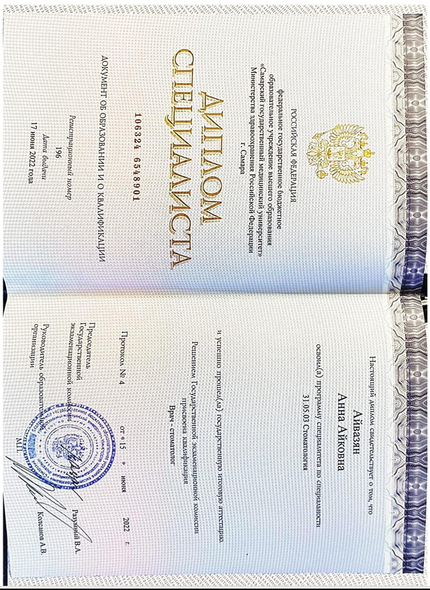 РОССИЙСКАЯ ФЕДЕРАЦИЯ
федеральное государственное бюджетное
образовательное учреждение высшего образования
«Самарский государственный медицинский университет»
Министерства здравоохранения Российской Федерации
г. Самара
ДИПЛОМ
СПЕЦИАЛИСТА
106324 6548901
ДОКУМЕНТ ОБ ОБРАЗОВАНИИ И О КВАЛИФИКАЦИИ
Регистрационный номер
196
Дата выдачи
17 июня 2022 года
Настоящий диплом свидетельствует о том, что
Айвазян
Анна Айковна
освоил(а) программу специалитета по специальности
31.05.03 Стоматология
и успешно прошел(ла) государственную итоговую аттестацию.
Решением Государственной экзаменационной комиссии
присвоена квалификация
Врач - стоматолог
Протокол № 4 от « 15 » июня 2022 г.
Председатель
Государственной
экзаменационной
Разумный В.А.
Руководитель
организации
Колсанов А.В.
М.П.